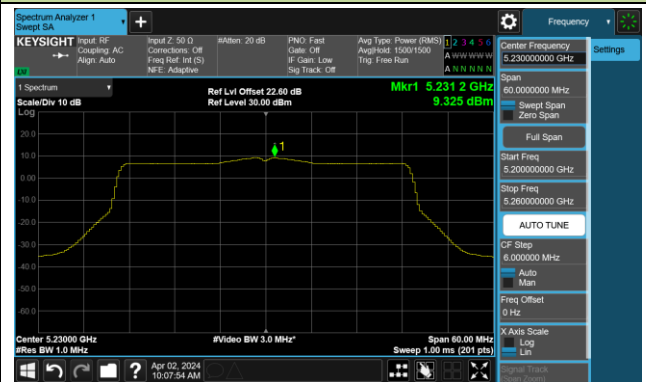 Spectrum Analyzer 1
Swept SA
+
Frequency
KEYSIGHT
Input: RF
Coupling: AC
Align: Auto
Input Z: 50 Ω
Corrections: Off
Freq Ref: Int (S)
NFE: Adaptive
#Atten: 20 dB
PNO: Fast
Gate: Off
IF Gain: Low
Sig Track: Off
Avg Type: Power (RMS)
Avg|Hold: 1500/1500
Trig: Free Run
1 2 3 4 5 6
A W W W W W
A N N N N N
LW
1 Spectrum
Scale/Div 10 dB
Ref Lvl Offset 22.60 dB
Ref Level 30.00 dBm
Mkr1 5.231 2 GHz
9.325 dBm
Log
1
20.0
10.0
0.00
-10.0
-20.0
-30.0
-40.0
-50.0
-60.0
Center 5.23000 GHz
#Res BW 1.0 MHz
#Video BW 3.0 MHz*
Span 60.00 MHz
Sweep 1.00 ms (201 pts)
Center Frequency
5.230000000 GHz
Settings
Span
60.0000000 MHz
Swept Span
Zero Span
Full Span
Start Freq
5.200000000 GHz
Stop Freq
5.260000000 GHz
AUTO TUNE
CF Step
6.000000 MHz
Auto
Man
Freq Offset
0 Hz
X Axis Scale
Log
Lin
Signal Track
(Span Zoom)
?
Apr 02, 2024
10:07:54 AM